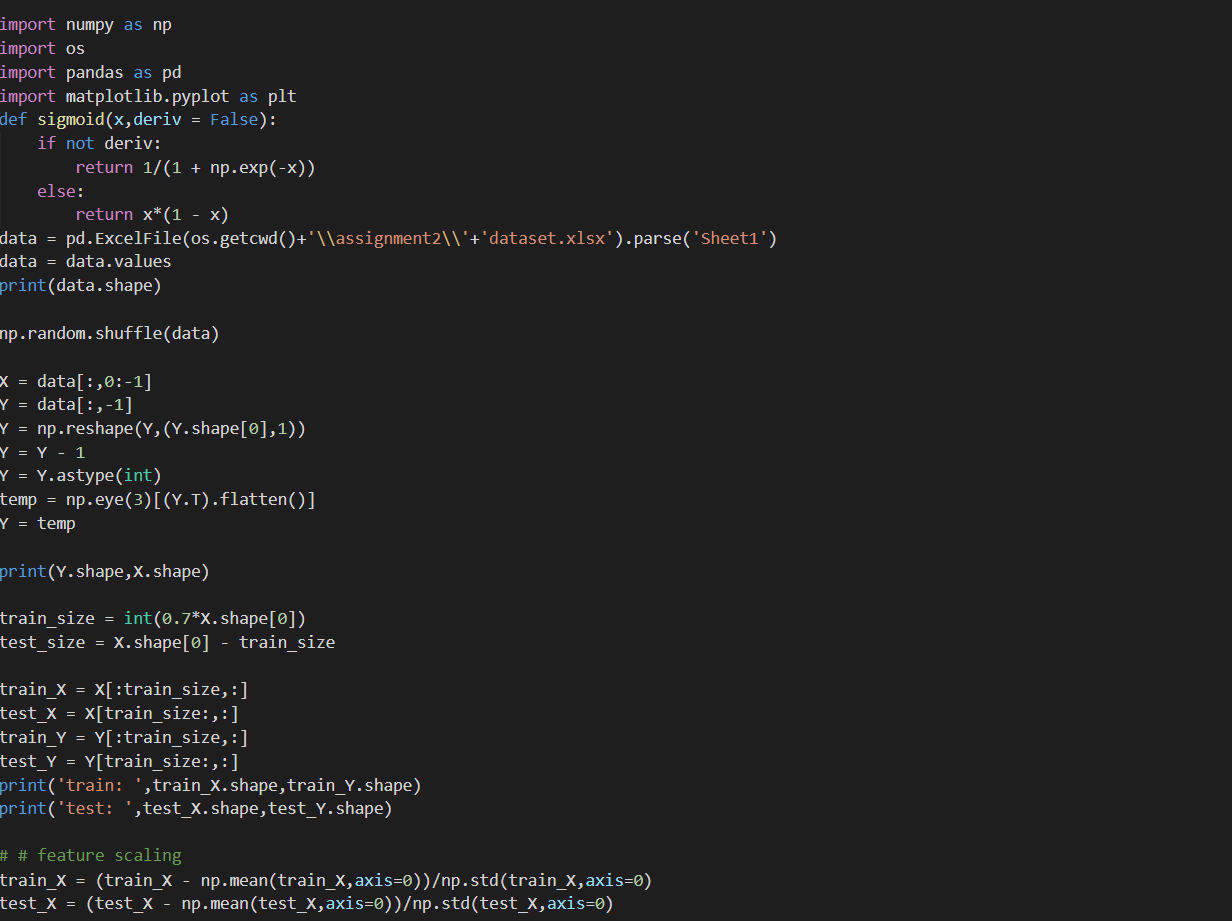 import numpy as np
import os
import pandas as pd
import matplotlib.pyplot as plt
def sigmoid(x,deriv = False):
    if not deriv:
        return 1/(1 + np.exp(-x))
    else:
        return x*(1 - x)
data = pd.ExcelFile(os.getcwd()+'\\assignment2\\'+'dataset.xlsx').parse('Sheet1')
data = data.values
print(data.shape)

np.random.shuffle(data)

X = data[:,0:-1]
Y = data[:,-1]
Y = np.reshape(Y,(Y.shape[0],1))
Y = Y - 1
Y = Y.astype(int)
temp = np.eye(3)[(Y.T).flatten()]
Y = temp

print(Y.shape,X.shape)

train_size = int(0.7*X.shape[0])
test_size = X.shape[0] - train_size

train_X = X[:train_size,:]
test_X = X[train_size:,:]
train_Y = Y[:train_size,:]
test_Y = Y[train_size:,:]
print('train: ',train_X.shape,train_Y.shape)
print('test: ',test_X.shape,test_Y.shape)

# # feature scaling
train_X = (train_X - np.mean(train_X,axis=0))/np.std(train_X,axis=0)
test_X = (test_X - np.mean(test_X,axis=0))/np.std(test_X,axis=0)